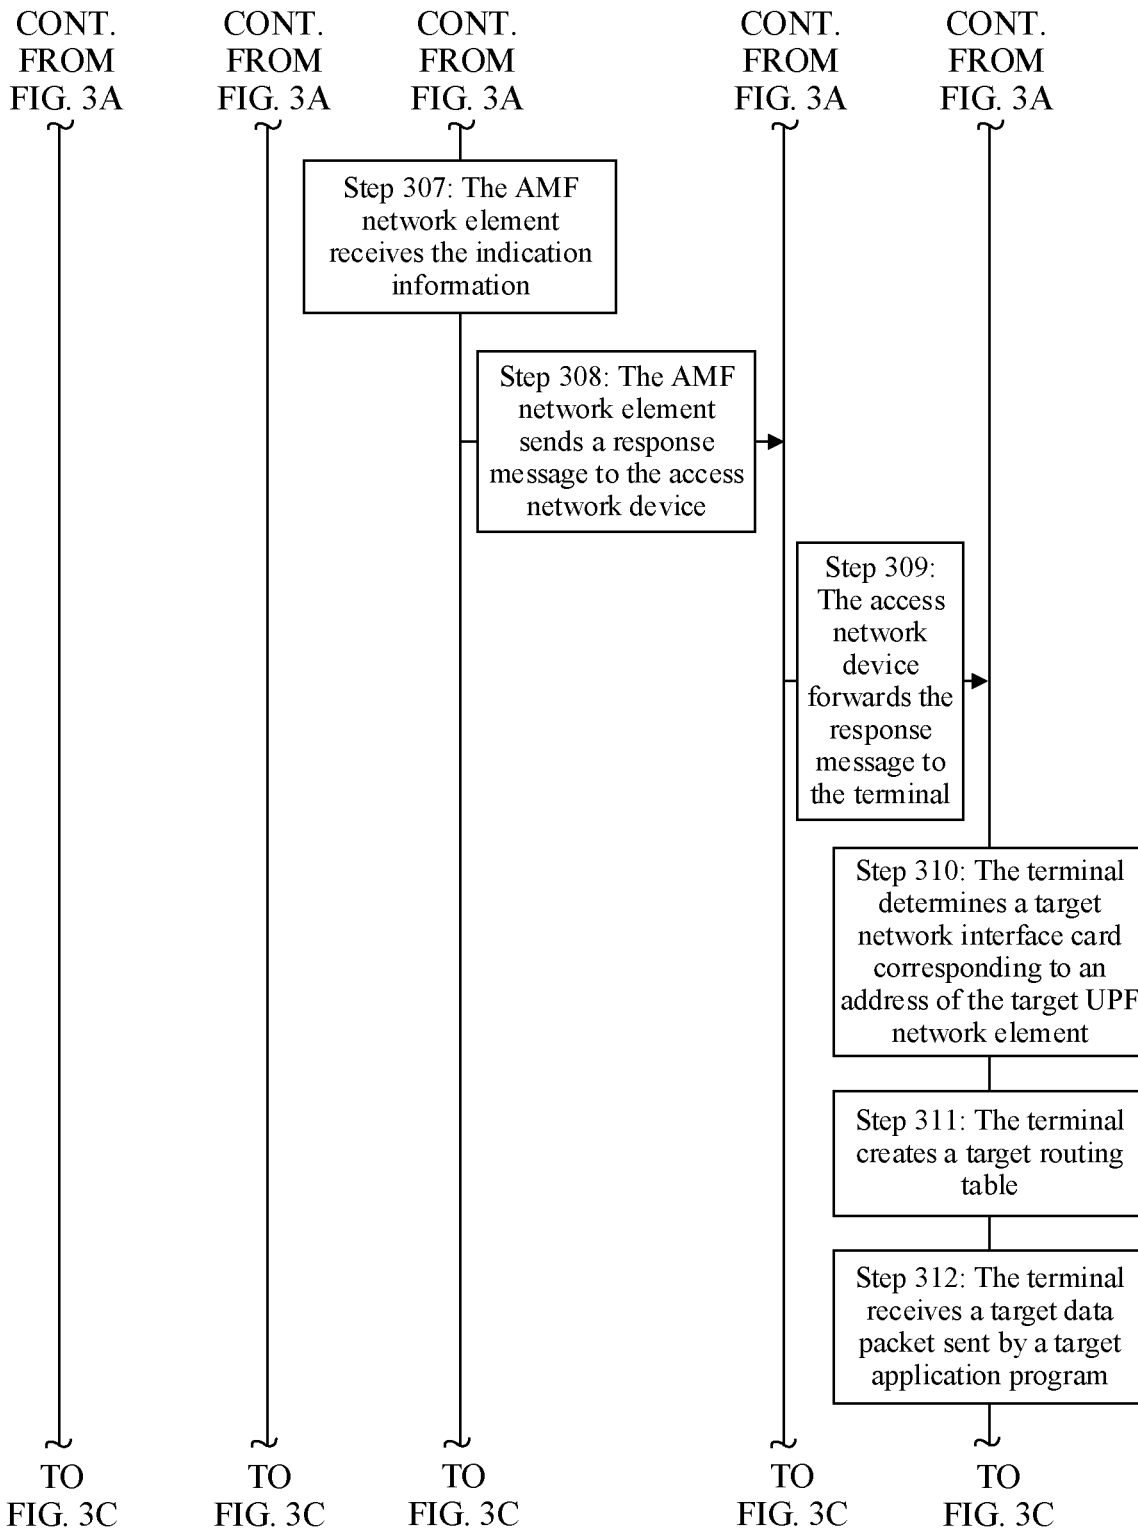 CONT.
FROM
FIG. 3A
CONT.
FROM
FIG. 3A
CONT.
FROM
FIG. 3A
CONT.
FROM
FIG. 3A
CONT.
FROM
FIG. 3A
Step 307: The AMF
network element
receives the indication
information
Step 308: The AMF
network element
sends a response
message to the access
network device
Step 309:
The access
network
device
forwards the
response
message to
the terminal
Step 310: The terminal
determines a target
network interface card
corresponding to an
address of the target UPF
network element
Step 311: The terminal
creates a target routing
table
Step 312: The terminal
receives a target data
packet sent by a target
application program
TO
FIG. 3C
TO
FIG. 3C
TO
FIG. 3C
TO
FIG. 3C
TO
FIG. 3C